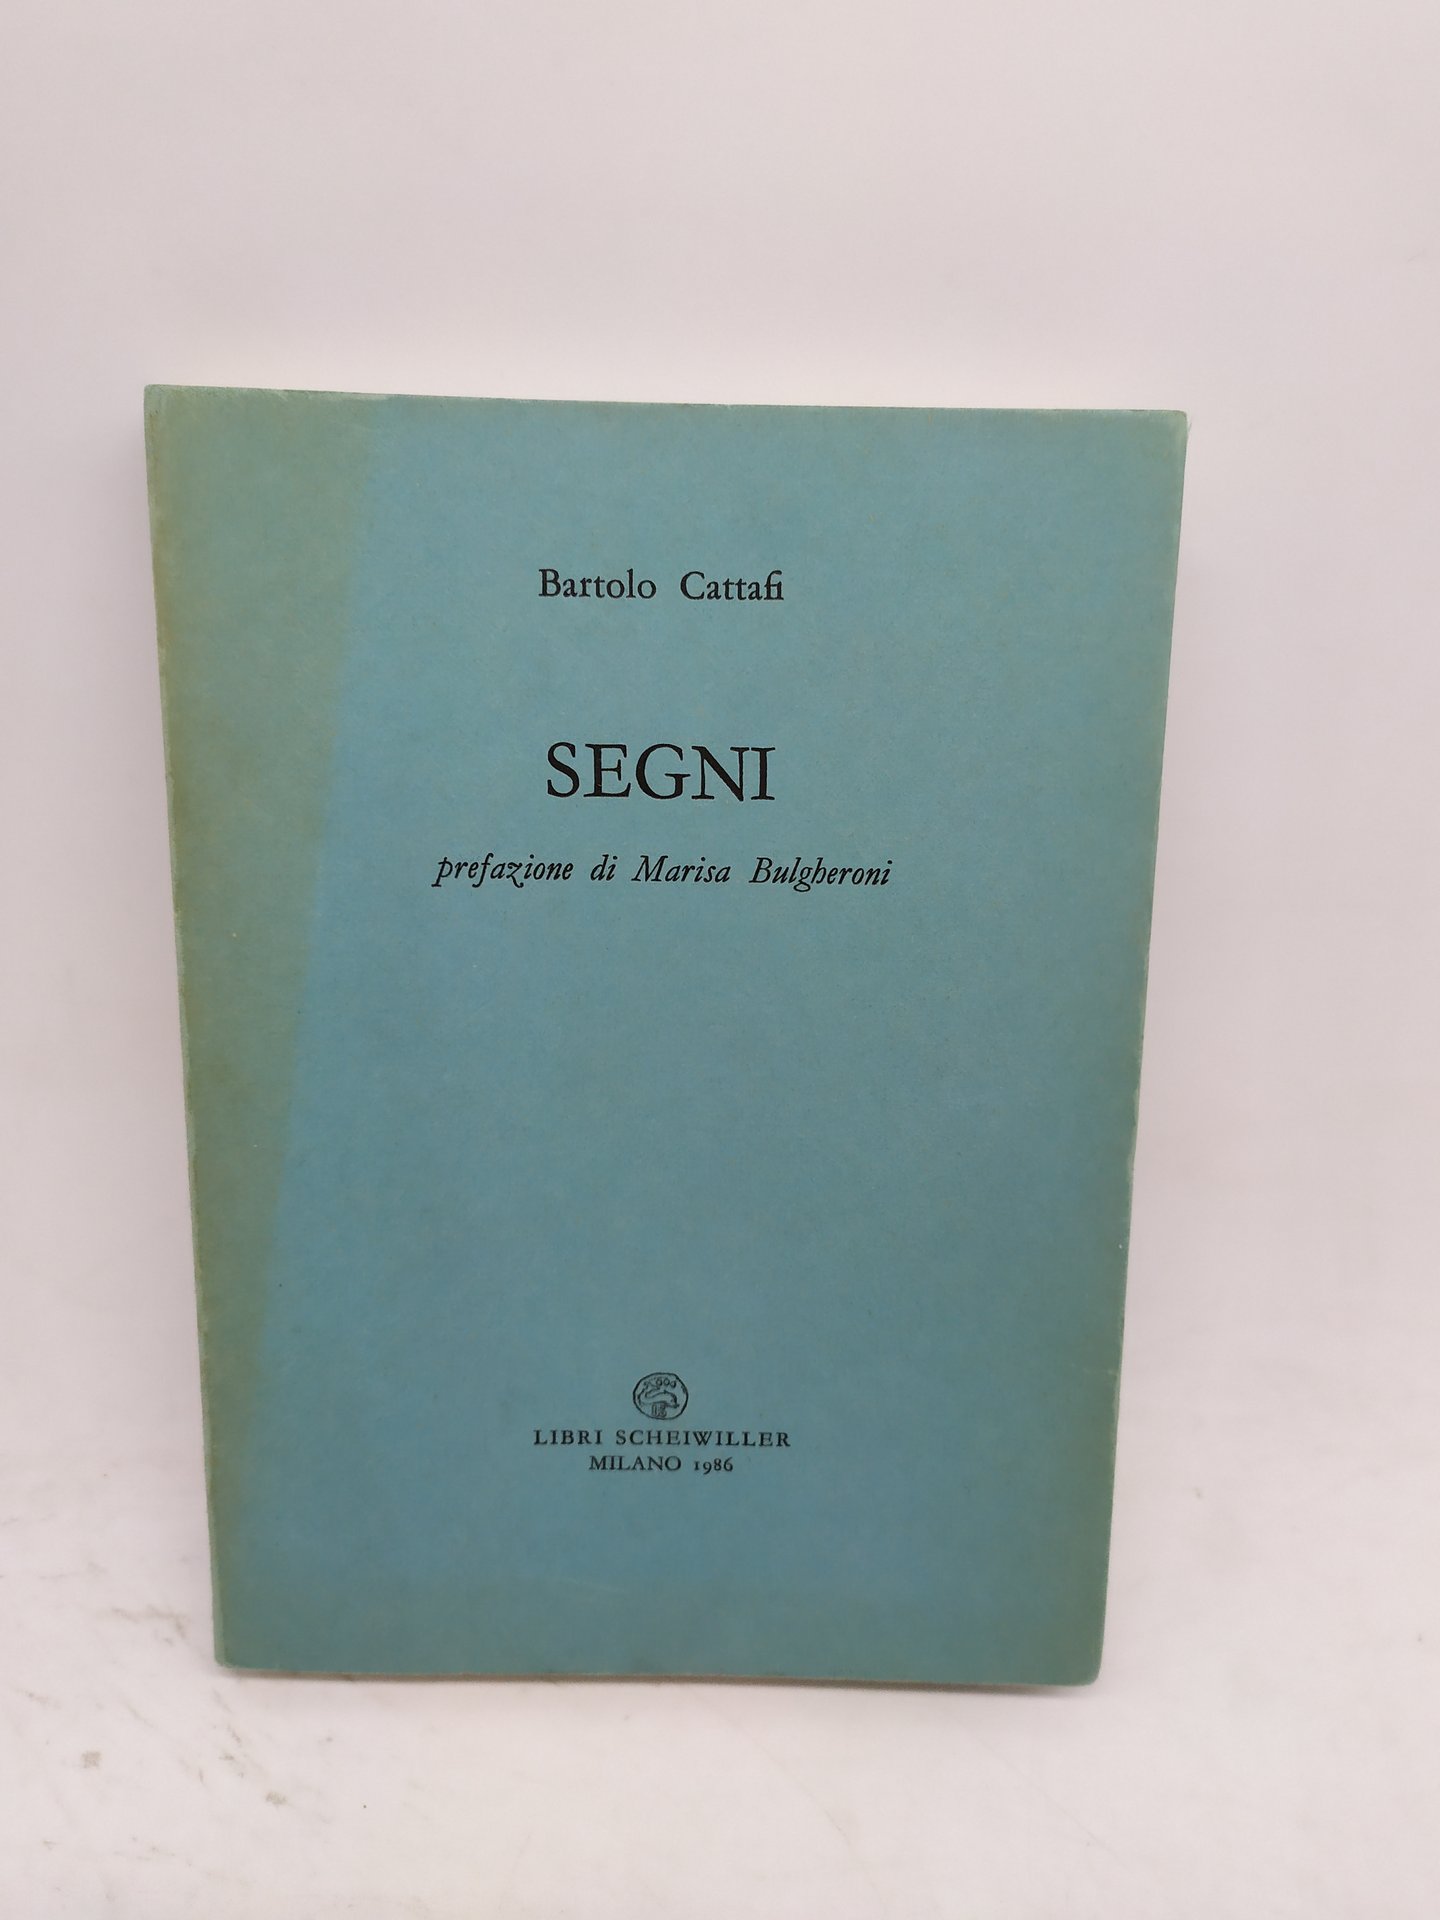 Bartolo Cattafi
SEGNI
prefazione di Marisa Bulgheroni
LIBRI SCHEIWILLER
MILANO 1986